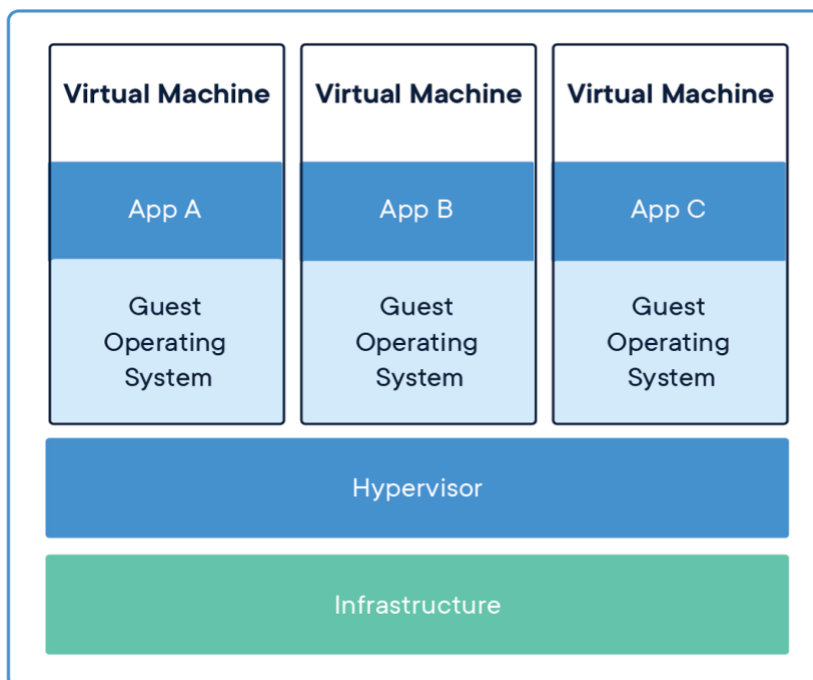 Virtual Machine
Virtual Machine
Virtual Machine
App A
App B
App C
Guest
Operating
System
Guest
Operating
System
Guest
Operating
System
Hypervisor
Infrastructure